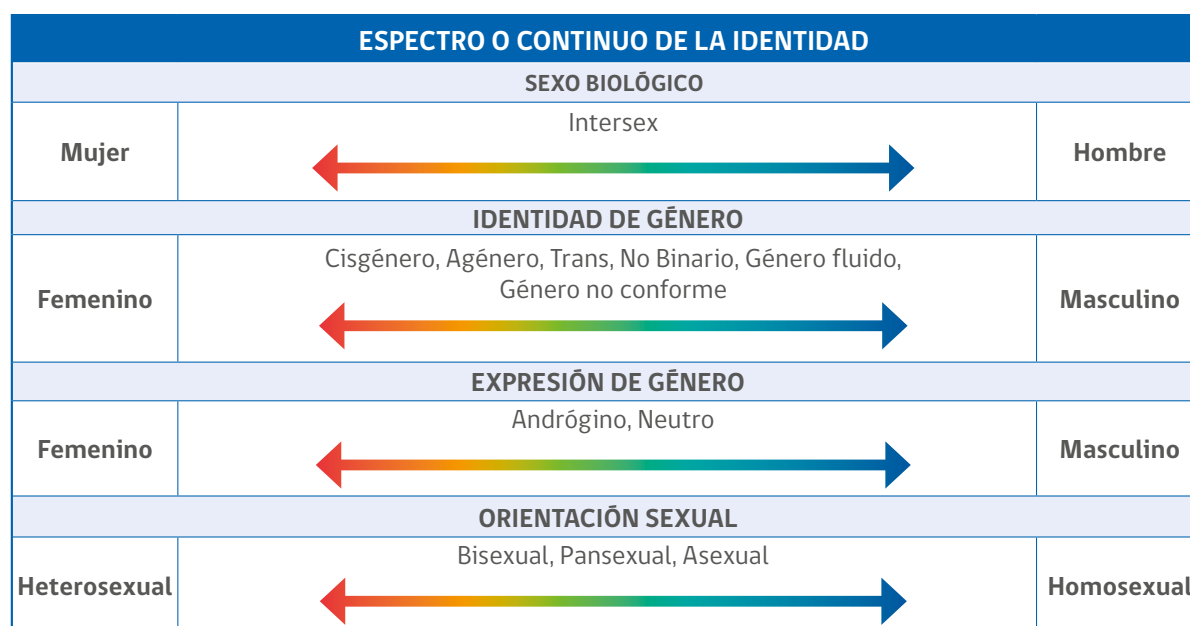 ESPECTRO O CONTINUO DE LA IDENTIDAD
SEXO BIOLÓGICO
Mujer
Intersex
Hombre
IDENTIDAD DE GÉNERO
Femenino
Cisgénero, Agénero, Trans, No Binario, Género fluido,
Género no conforme
Masculino
EXPRESIÓN DE GÉNERO
Femenino
Andrógino, Neutro
Masculino
ORIENTACIÓN SEXUAL
Heterosexual
Bisexual, Pansexual, Asexual
Homosexual